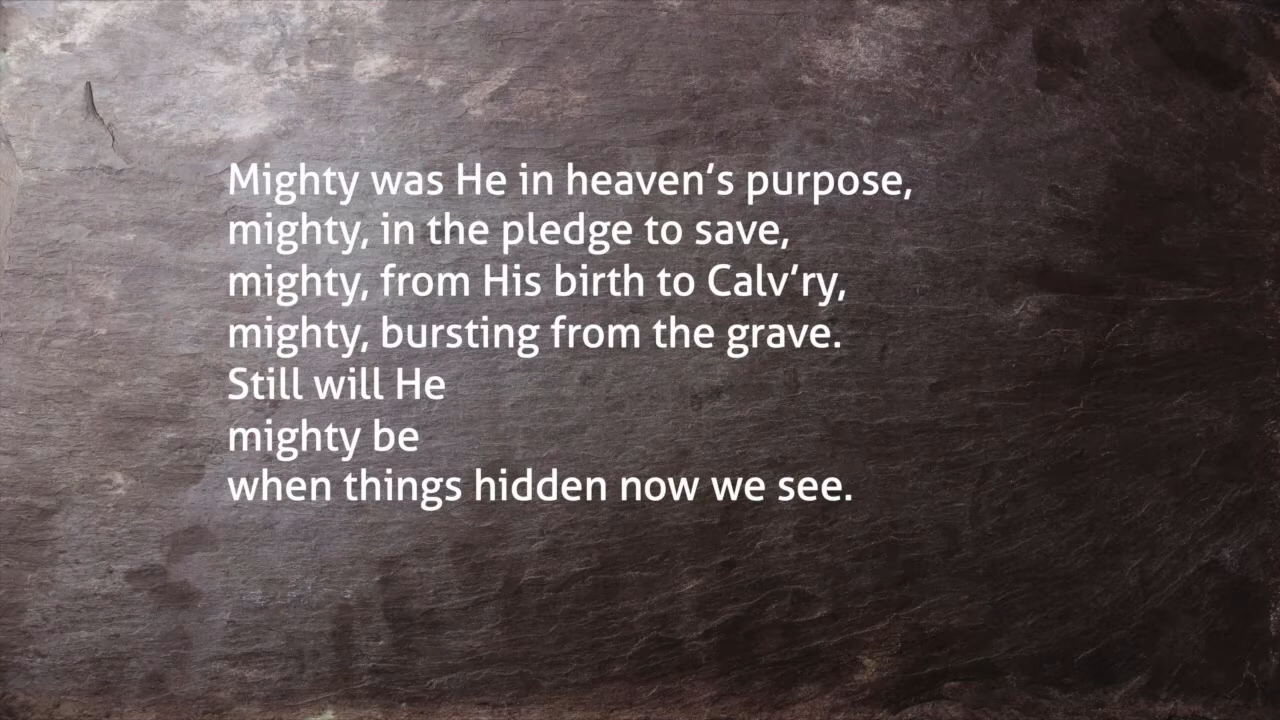 Mighty was He in heaven’s purpose,
mighty, in the pledge to save,
mighty, from His birth to Calv’ry,
mighty, bursting from the grave.
Still will He
mighty be
when things hidden now we see.